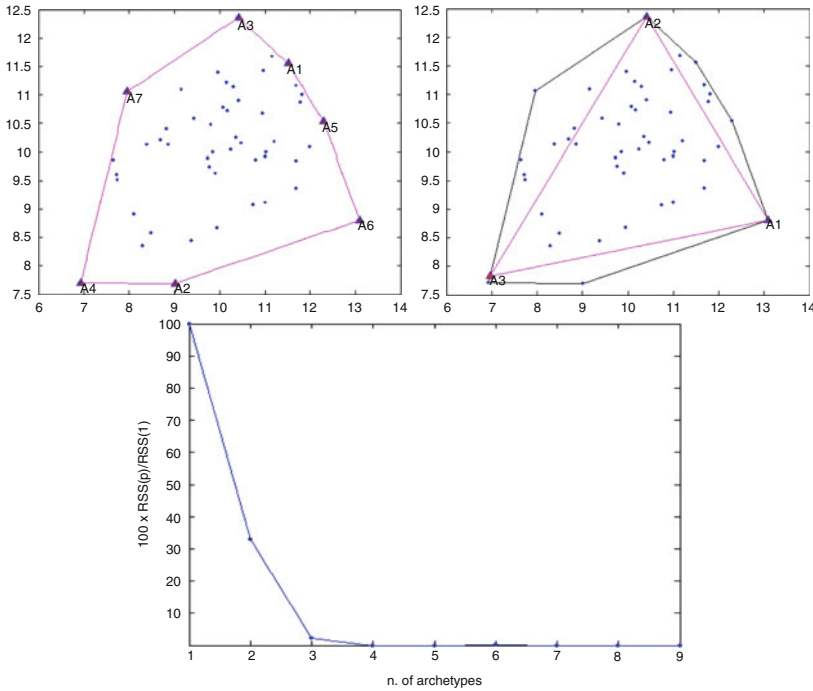 12.5
12
11.5
11
10.5
10
9.5
9
8.5
8
7.5
6 7 8 9 10 11 12 13 14
A3
A1
A7
A5
A6
A4
A2
12.5
12
11.5
11
10.5
10
9.5
9
8.5
8
7.5
6 7 8 9 10 11 12 13 14
A2
A1
A3
100
90
80
70
60
50
40
30
20
10
1 2 3 4 5 6 7 8 9
100 x RSS(p)/RSS(1)
n. of archetypes